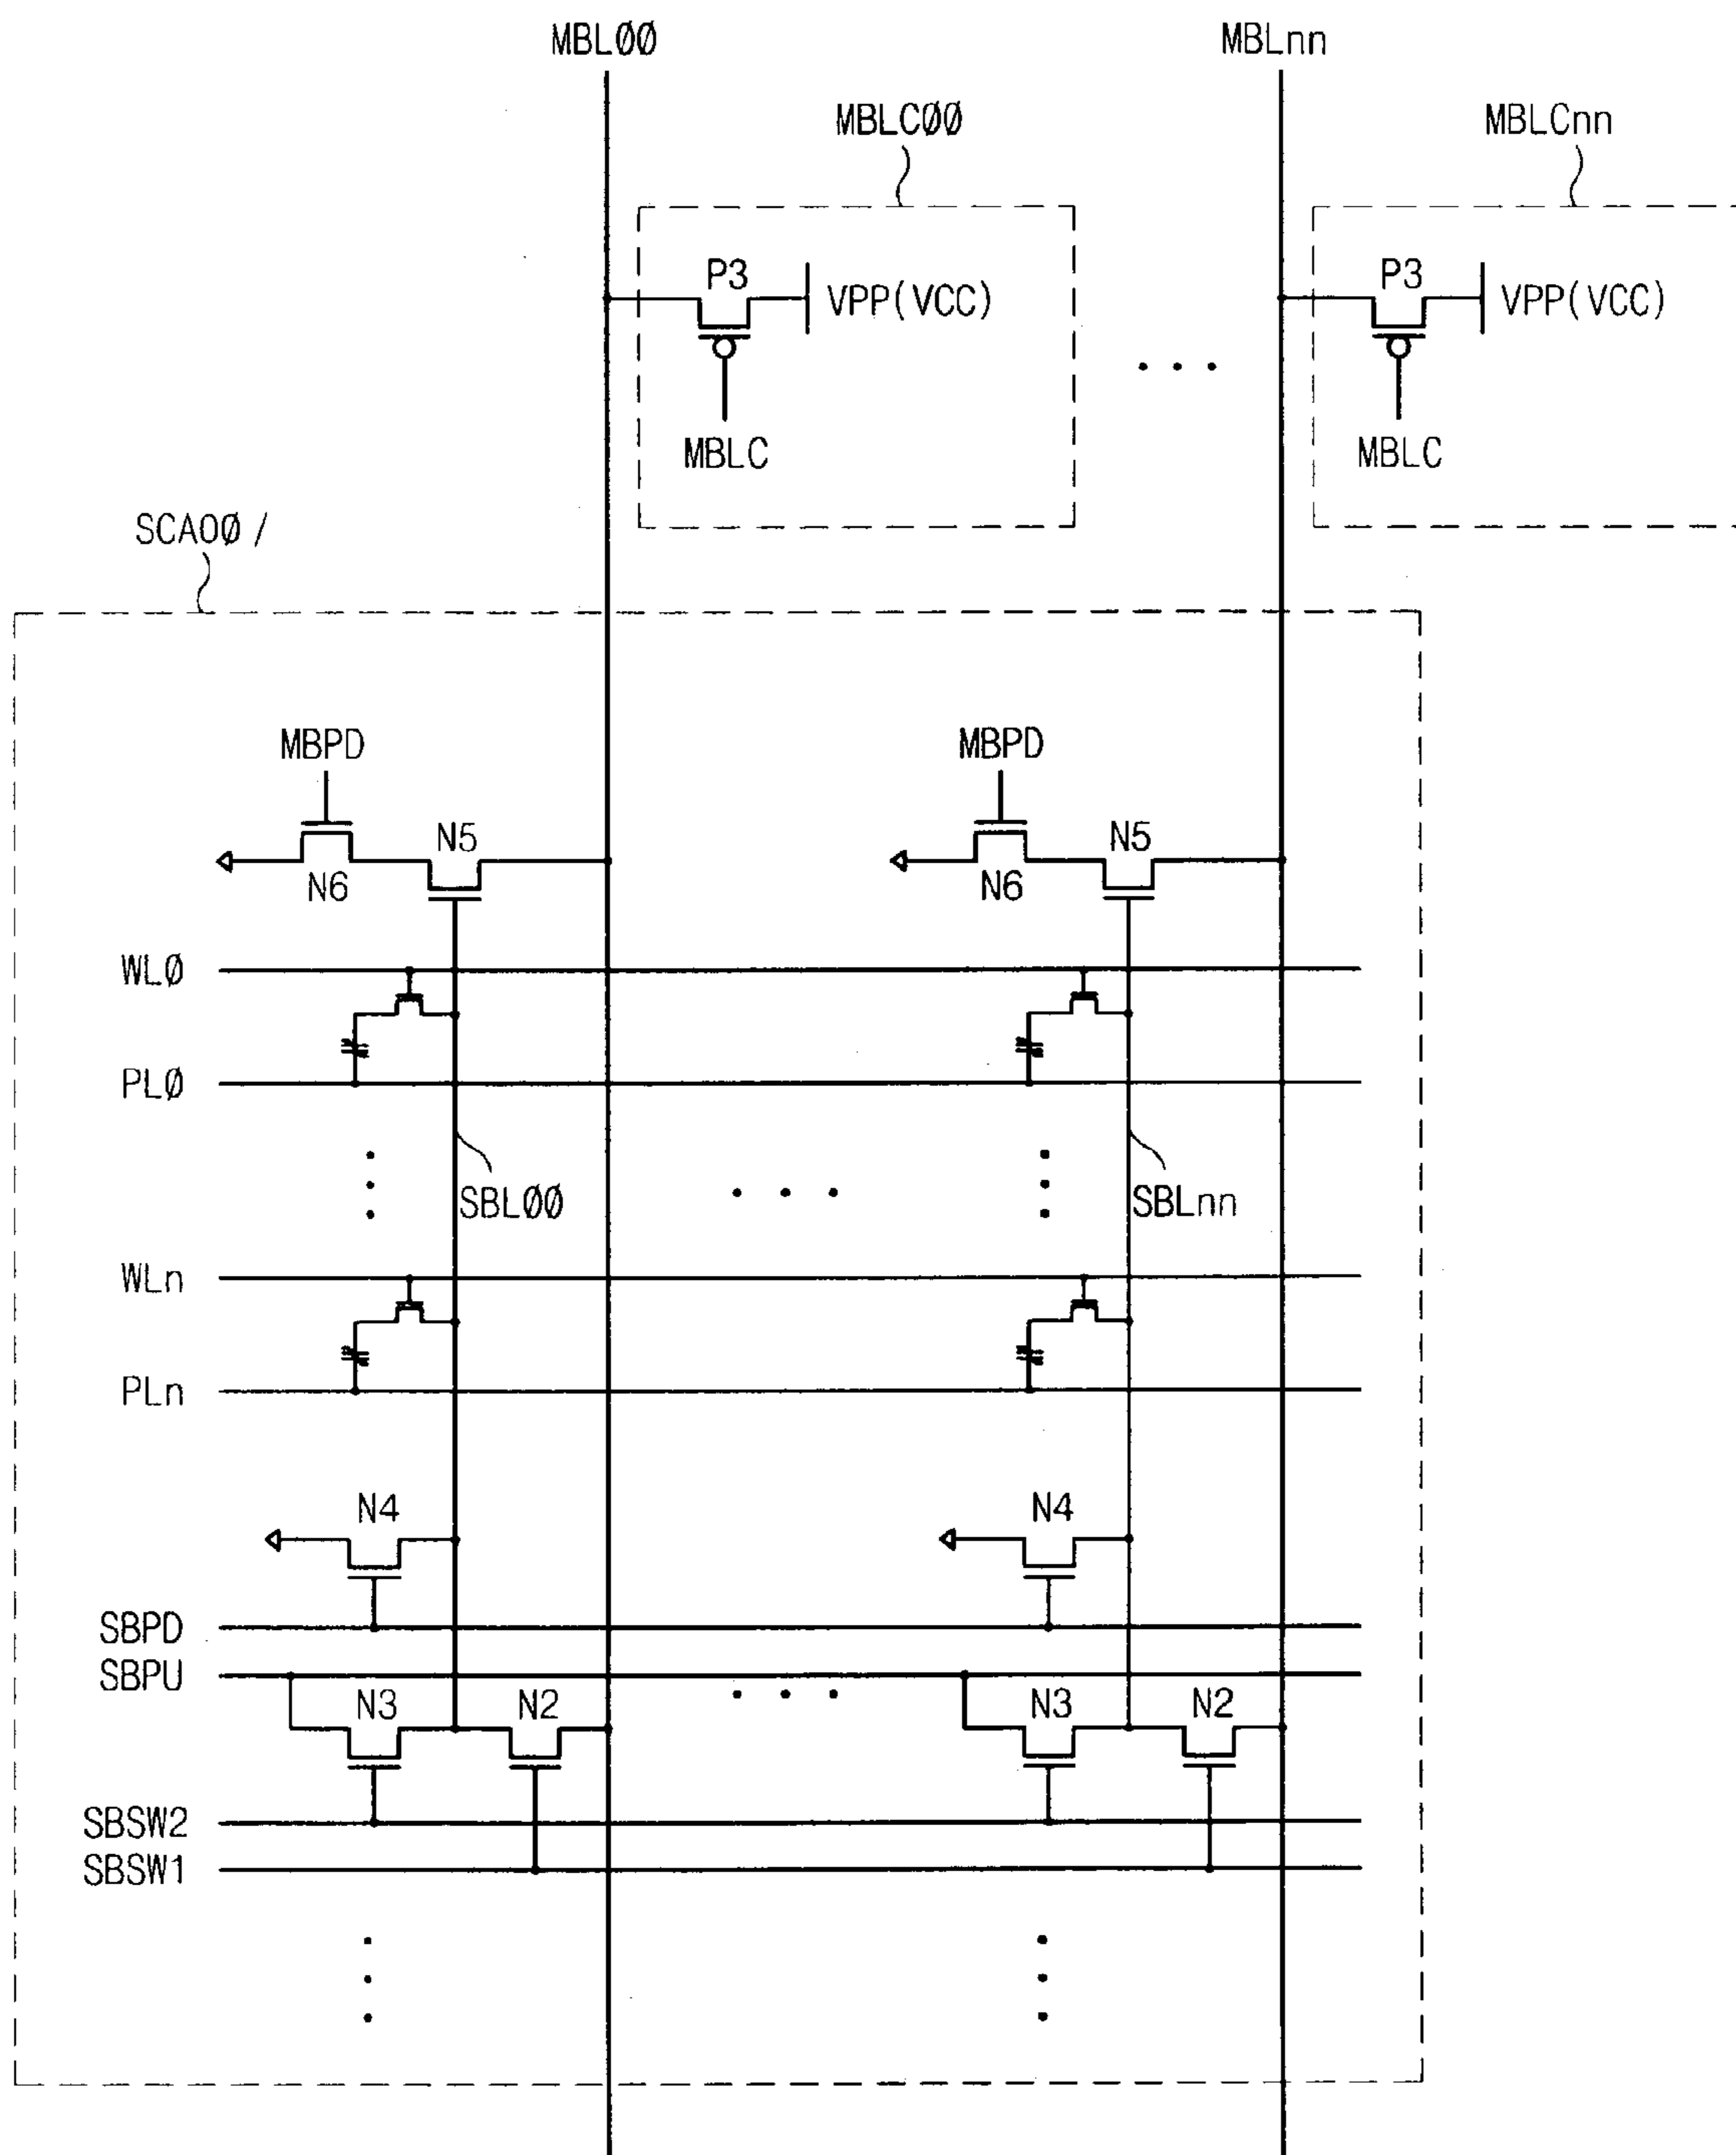 MBL00 MBLnn
MBLC00 MBLCnn
P3 VPP(VCC) P3 VPP(VCC)
MBLC MBLC
SCA00 /
MBPD MBPD
N5 N5
N6 N6
WL0
PL0
SBL00 SBLnn
WLn
PLn
N4 N4
SBPD
SBPU
N3 N2 N3 N2
SBSW2
SBSW1